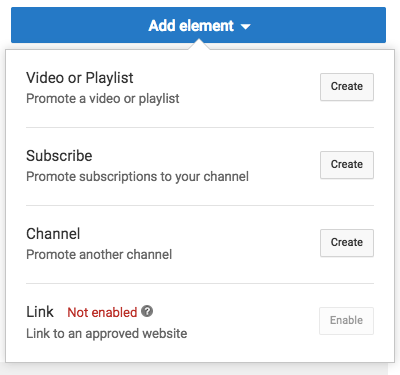 Add element
Video or Playlist
Promote a video or playlist
Create
Subscribe
Promote subscriptions to your channel
Create
Channel
Promote another channel
Create
Link Not enabled ?
Link to an approved website
Enable